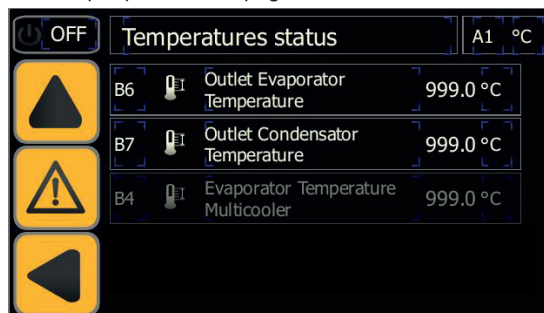 OFF Temperatures status A1 °C
B6 Outlet Evaporator Temperature 999.0 °C
B7 Outlet Condensator Temperature 999.0 °C
B4 Evaporator Temperature Multicooler 999.0 °C